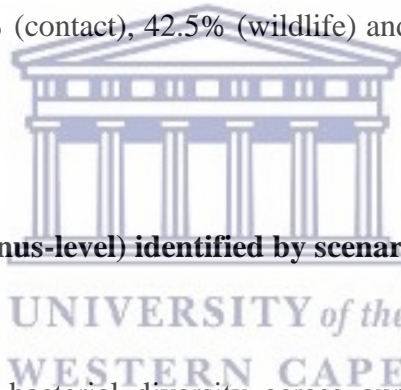 (contact), 42.5% (wildlife) and
nus-level) identified by scenar
UNIVERSITY of the
WESTERN CAPE
bacterial diversity across